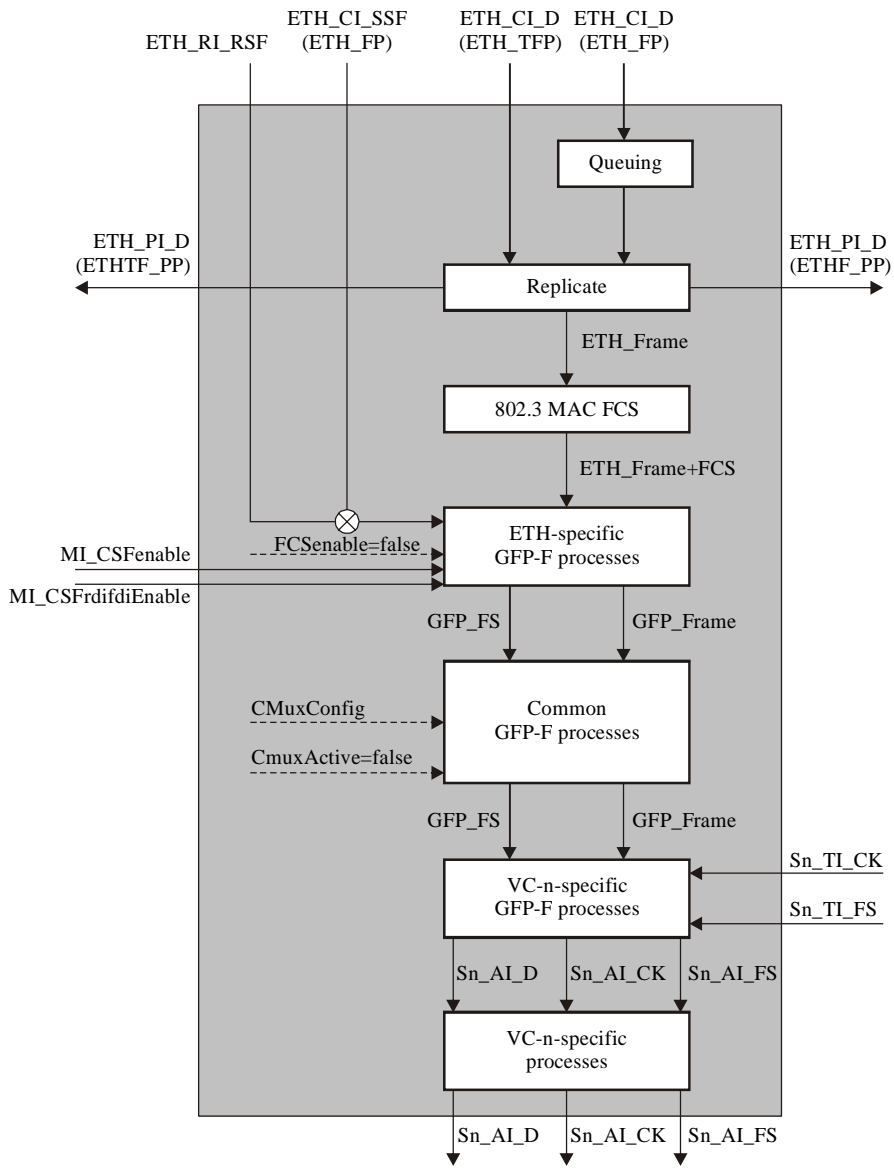 ETH_CI_SSF
(ETH_FP)
ETH_CI_D
(ETH_TFP)
ETH_CI_D
(ETH_FP)
ETH_RI_RSF
Queuing
ETH_PI_D
(ETHTF_PP)
ETH_PI_D
(ETHF_PP)
Replicate
ETH_Frame
802.3 MAC FCS
ETH_Frame+FCS
ETH-specific
GFP-F processes
FCSenable=false
MI_CSFenable
MI_CSFrdifdiEnable
GFP_FS
GFP_Frame
CMuxConfig
Common
GFP-F processes
CmuxActive=false
GFP_FS
GFP_Frame
Sn_TI_CK
VC-n-specific
GFP-F processes
Sn_TI_FS
Sn_AI_D
Sn_AI_CK
Sn_AI_FS
VC-n-specific
processes
Sn_AI_D
Sn_AI_CK
Sn_AI_FS